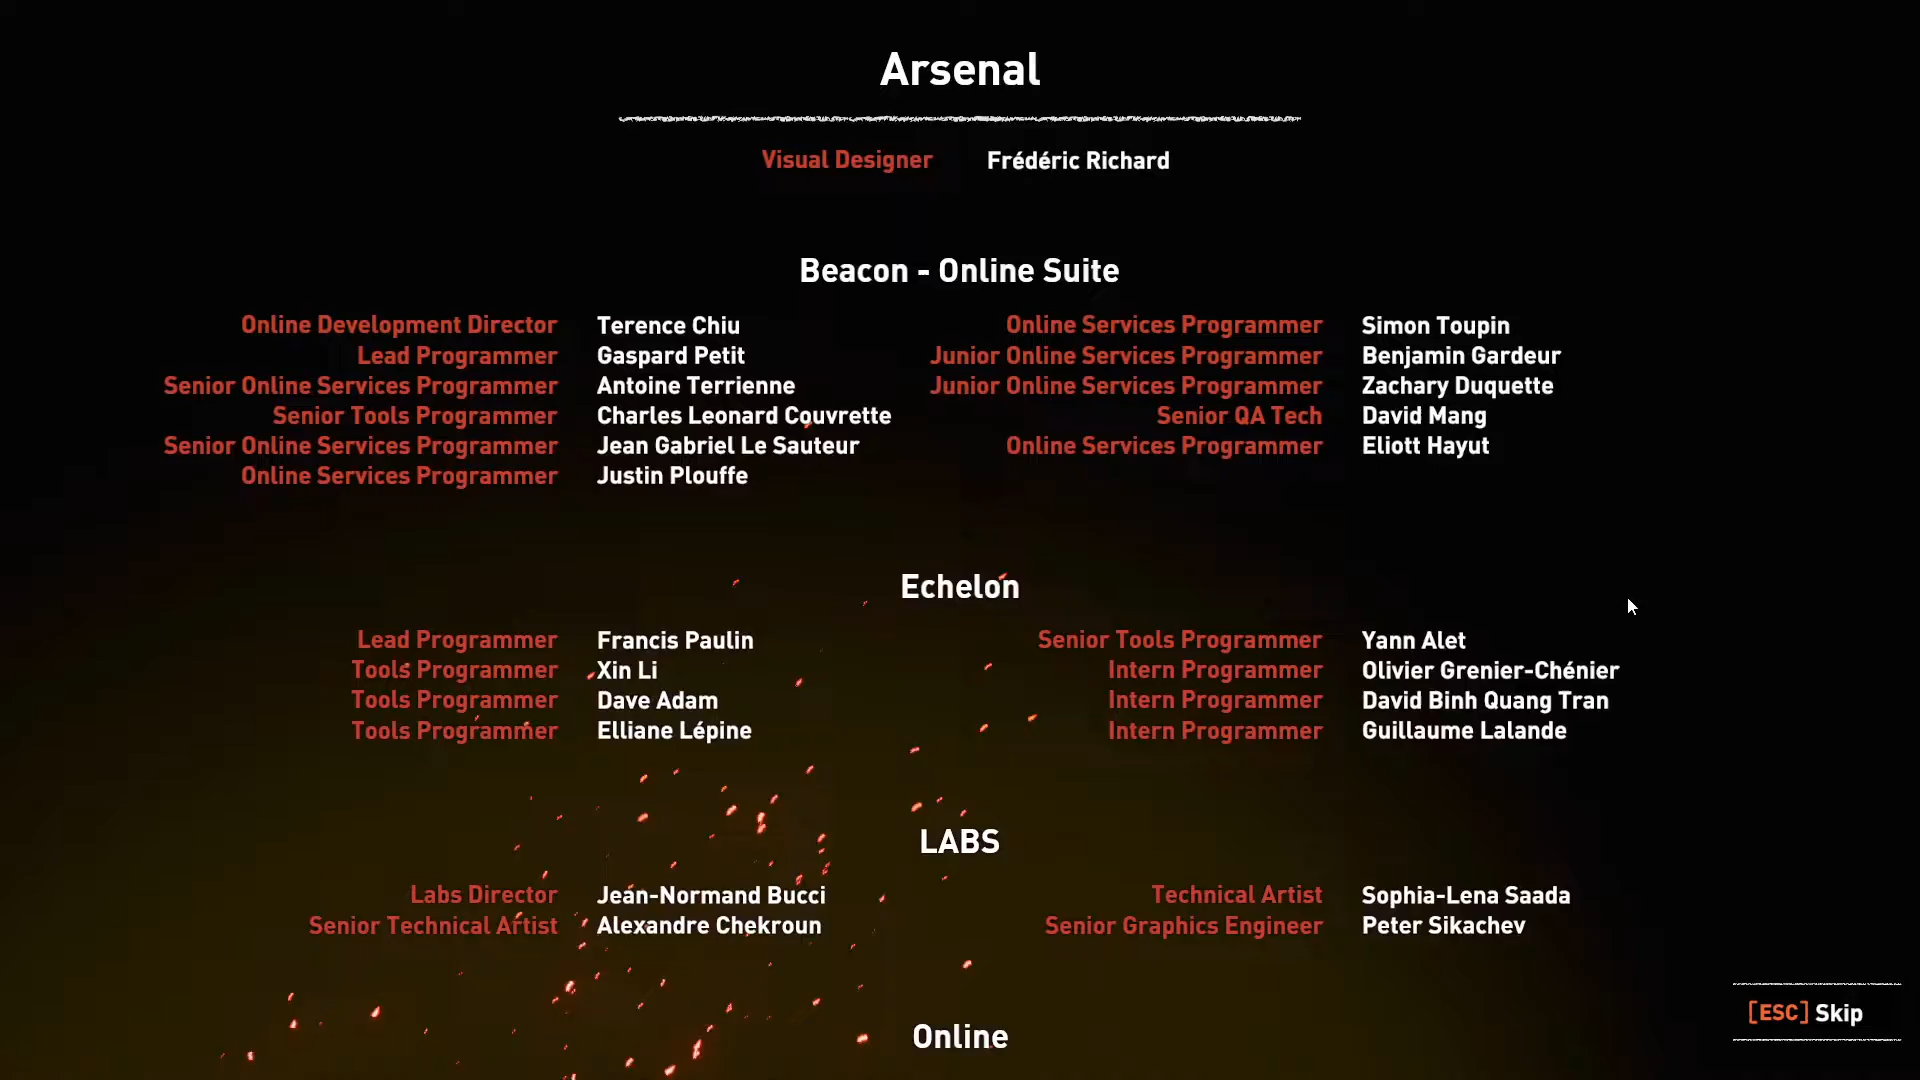 Arsenal
Visual Designer Frédéric Richard
Beacon - Online Suite
Online Development Director Terence Chiu
Lead Programmer Gaspard Petit
Senior Online Services Programmer Antoine Terrienne
Senior Tools Programmer Charles Leonard Couvrette
Senior Online Services Programmer Jean Gabriel Le Sauteur
Online Services Programmer Justin Plouffe
Online Services Programmer Simon Toupin
Junior Online Services Programmer Benjamin Gardeur
Junior Online Services Programmer Zachary Duquette
Senior QA Tech David Mang
Online Services Programmer Eliott Hayut
Echelon
Lead Programmer Francis Paulin
Tools Programmer Xin Li
Tools Programmer Dave Adam
Tools Programmer Elliane Lépine
Senior Tools Programmer Yann Alet
Intern Programmer Olivier Grenier-Chénier
Intern Programmer David Binh Quang Tran
Intern Programmer Guillaume Lalande
LABS
Labs Director Jean-Normand Bucci
Senior Technical Artist Alexandre Chekroun
Technical Artist Sophia-Lena Saada
Senior Graphics Engineer Peter Sikachev
Online
[ESC] Skip